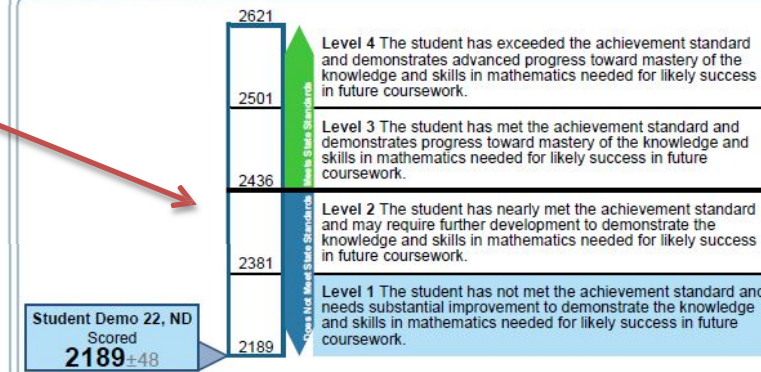 2621
Level 4 The student has exceeded the achievement standard
and demonstrates advanced progress toward mastery of the
knowledge and skills in mathematics needed for likely success
in future coursework.
2501
Level 3 The student has met the achievement standard and
demonstrates progress toward mastery of the knowledge and
skills in mathematics needed for likely success in future
coursework.
Meets State Standards
2436
Level 2 The student has nearly met the achievement standard
and may require further development to demonstrate the
knowledge and skills in mathematics needed for likely success
in future coursework.
Does Not Meet State Standards
2381
Level 1 The student has not met the achievement standard and
needs substantial improvement to demonstrate the knowledge
and skills in mathematics needed for likely success in future
coursework.
Student Demo 22, ND
Scored
2189±48
2189